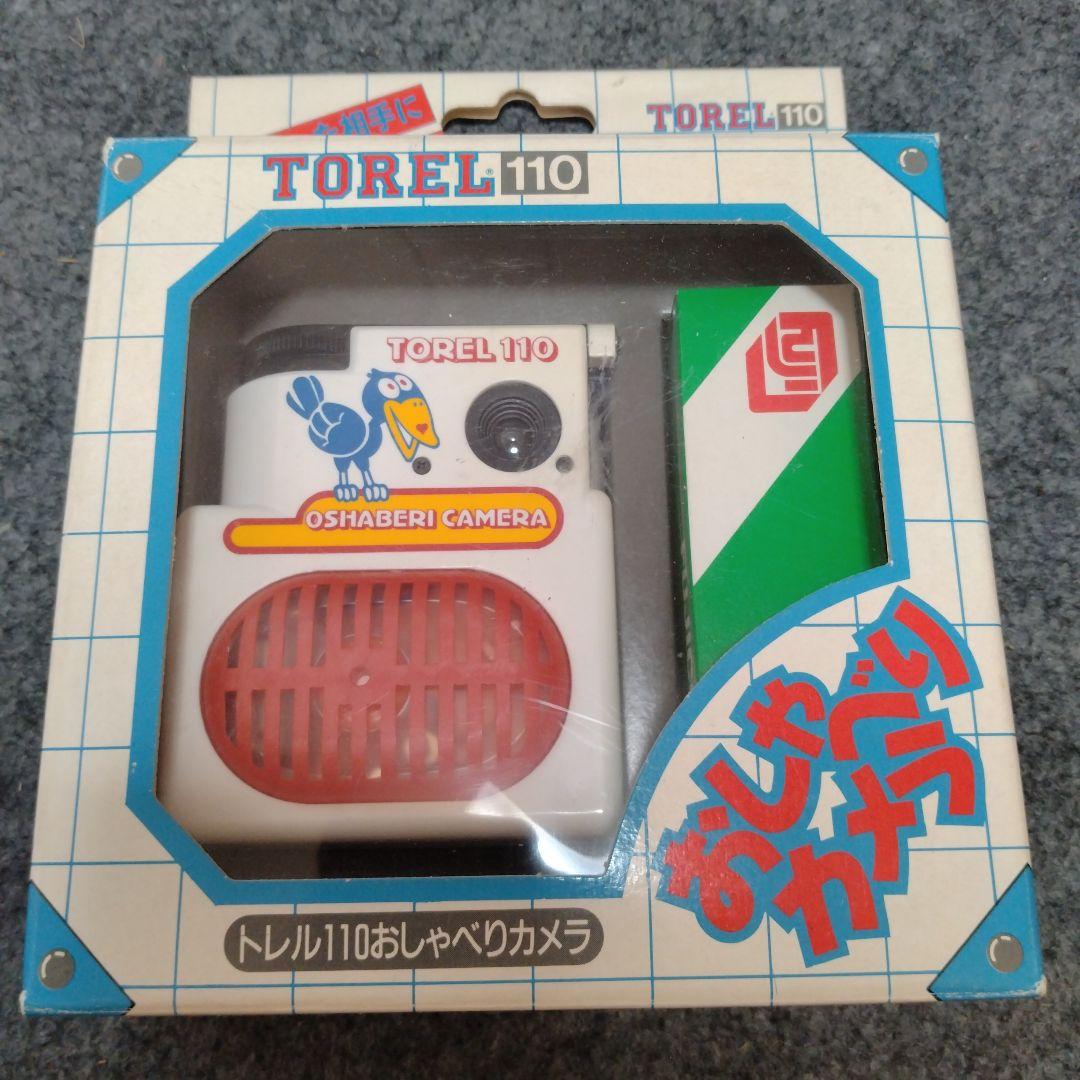 相手に
TOREL 110
TOREL® 110
TOREL 110
FUJI
OSHABERI CAMERA
おしゃべり
カメラ
トレル110おしゃべりカメラ